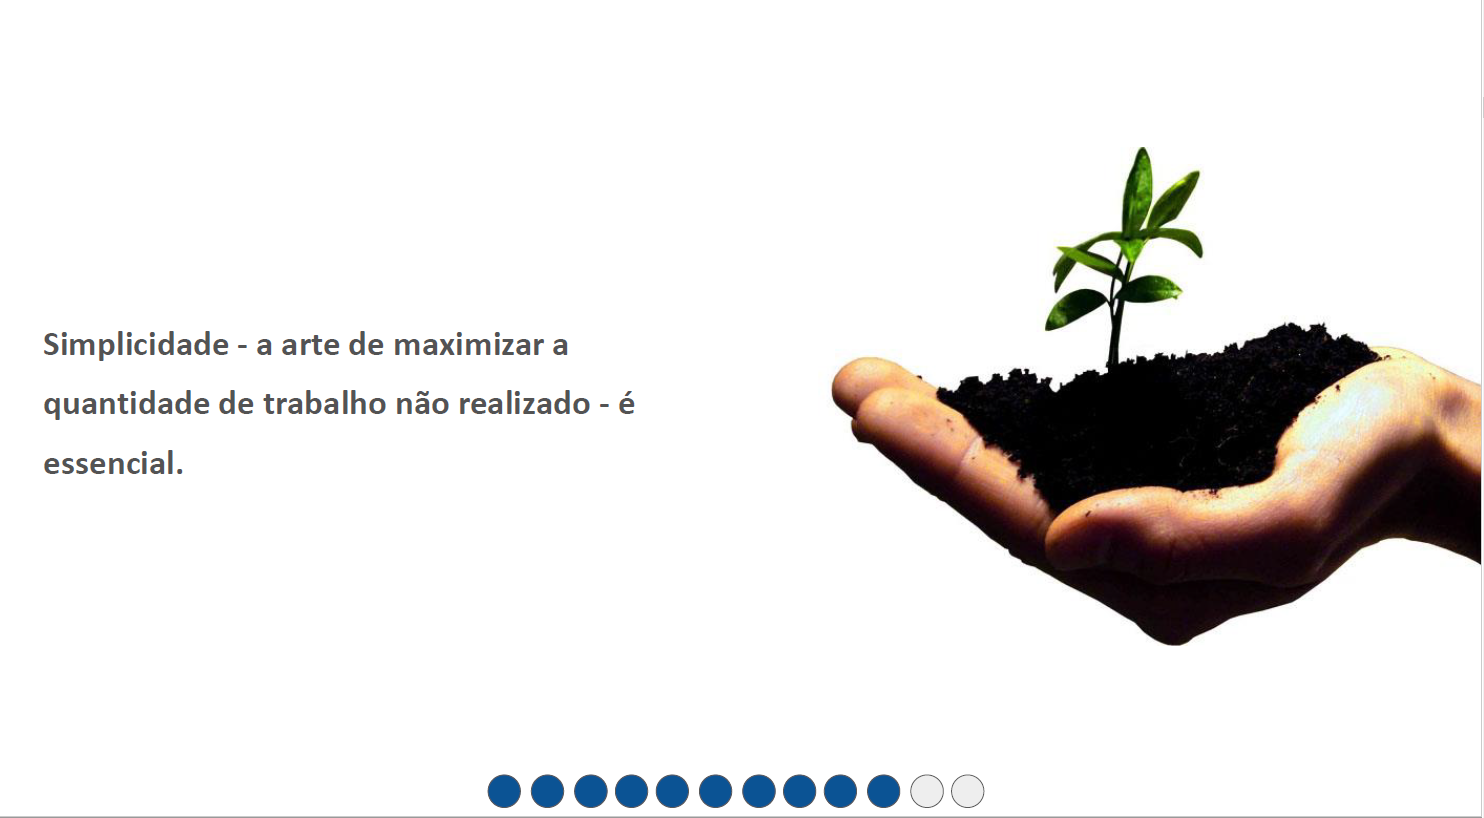 Simplicidade - a arte de maximizar a
quantidade de trabalho não realizado - é
essencial.